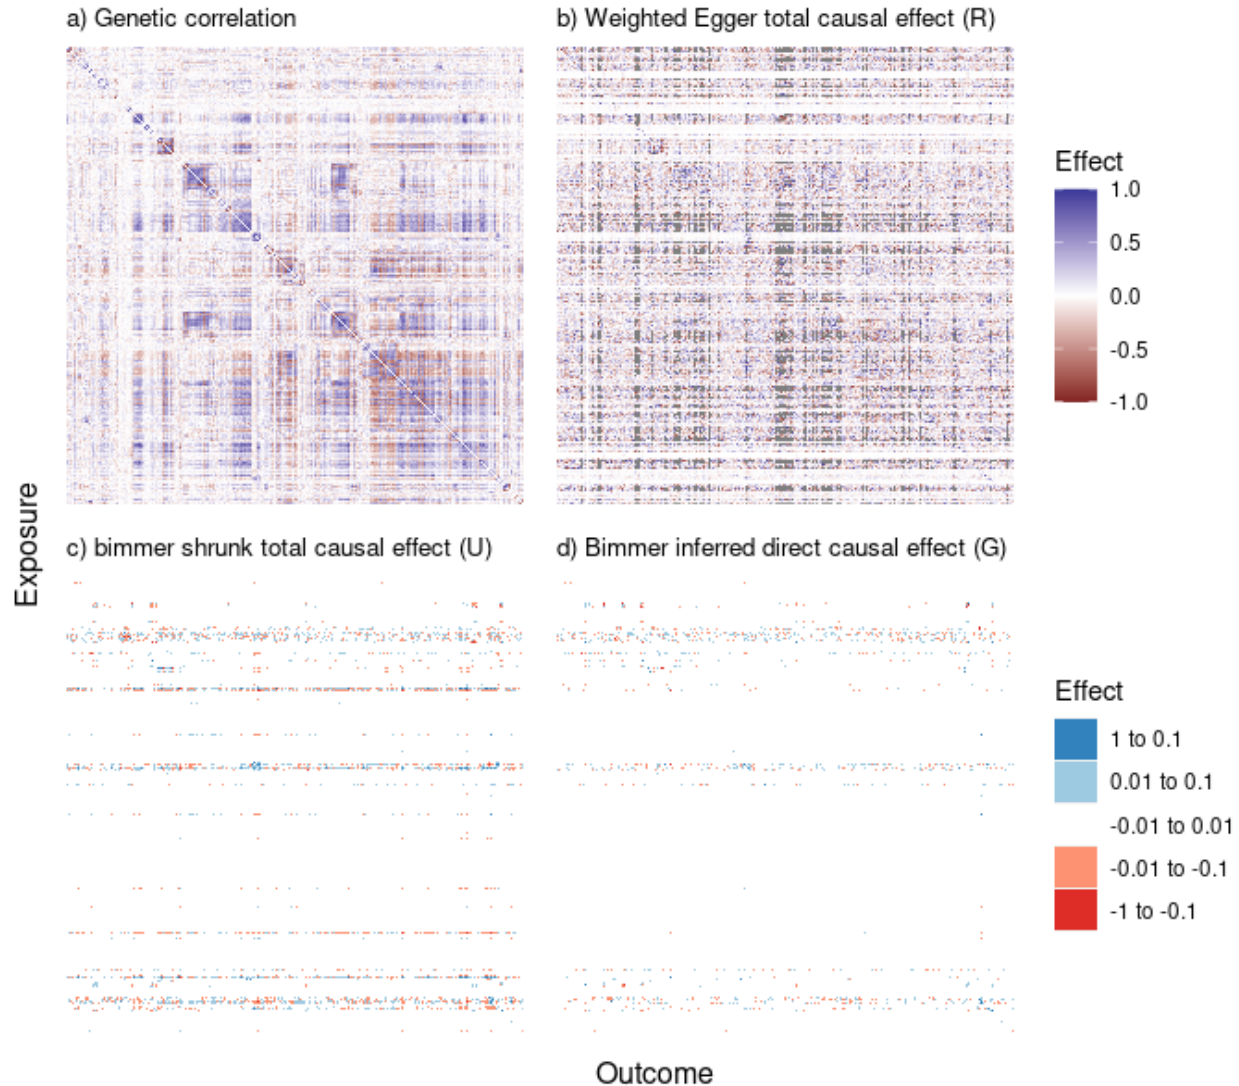 a) Genetic correlation
b) Weighted Egger total causal effect (R)
Effect
1.0
0.5
0.0
-0.5
-1.0
Exposure
c) bimmer shrunk total causal effect (U)
d) Bimmer inferred direct causal effect (G)
Effect
1 to 0.1
0.01 to 0.1
-0.01 to 0.01
-0.01 to -0.1
-1 to -0.1
Outcome